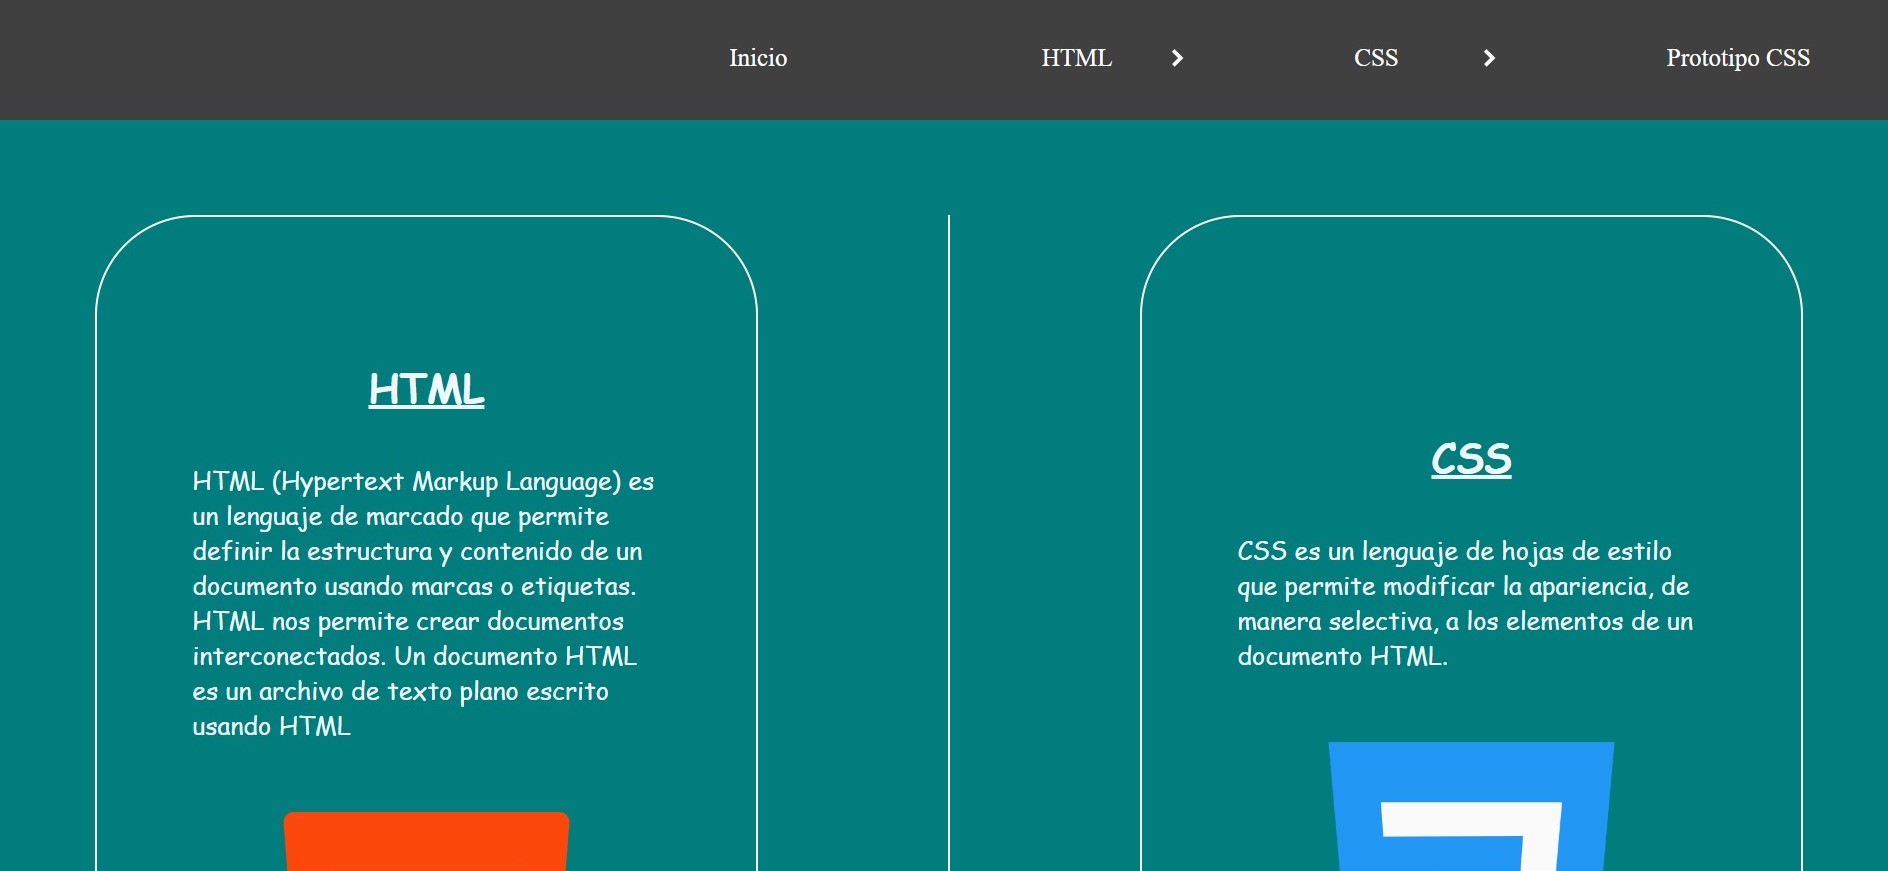 Inicio HTML CSS Prototipo CSS
HTML
HTML (Hypertext Markup Language) es
un lenguaje de marcado que permite
definir la estructura y contenido de un
documento usando marcas o etiquetas.
HTML nos permite crear documentos
interconectados. Un documento HTML
es un archivo de texto plano escrito
usando HTML
CSS
CSS es un lenguaje de hojas de estilo
que permite modificar la apariencia, de
manera selectiva, a los elementos de un
documento HTML.